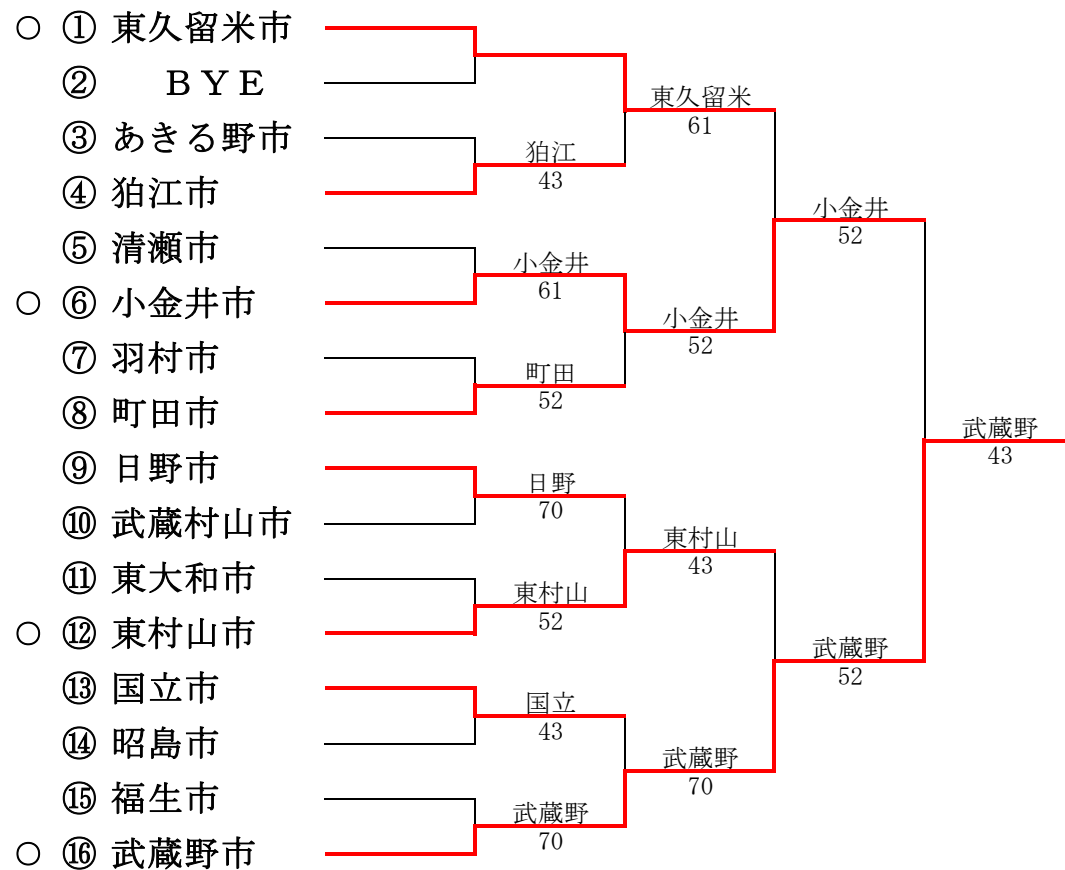 ○ ① 東久留米市
② ＢＹＥ
③ あきる野市
④ 狛江市
⑤ 清瀬市
○ ⑥ 小金井市
⑦ 羽村市
⑧ 町田市
⑨ 日野市
⑩ 武蔵村山市
⑪ 東大和市
○ ⑫ 東村山市
⑬ 国立市
⑭ 昭島市
⑮ 福生市
○ ⑯ 武蔵野市
狛江
43
小金井
61
町田
52
日野
70
東村山
52
国立
43
武蔵野
70
東久留米
61
小金井
52
東村山
43
武蔵野
70
小金井
52
武蔵野
52
武蔵野
43